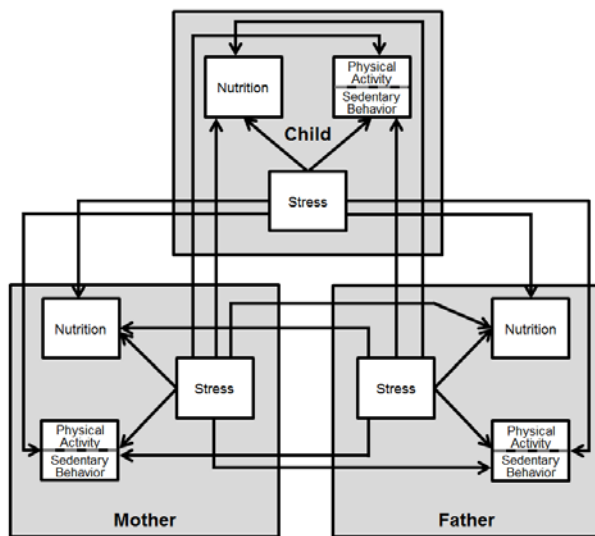 Nutrition
Physical
Activity
Sedentary
Behavior
Child
Stress
Nutrition
Stress
Physical
Activity
Sedentary
Behavior
Mother
Nutrition
Stress
Physical
Activity
Sedentary
Behavior
Father